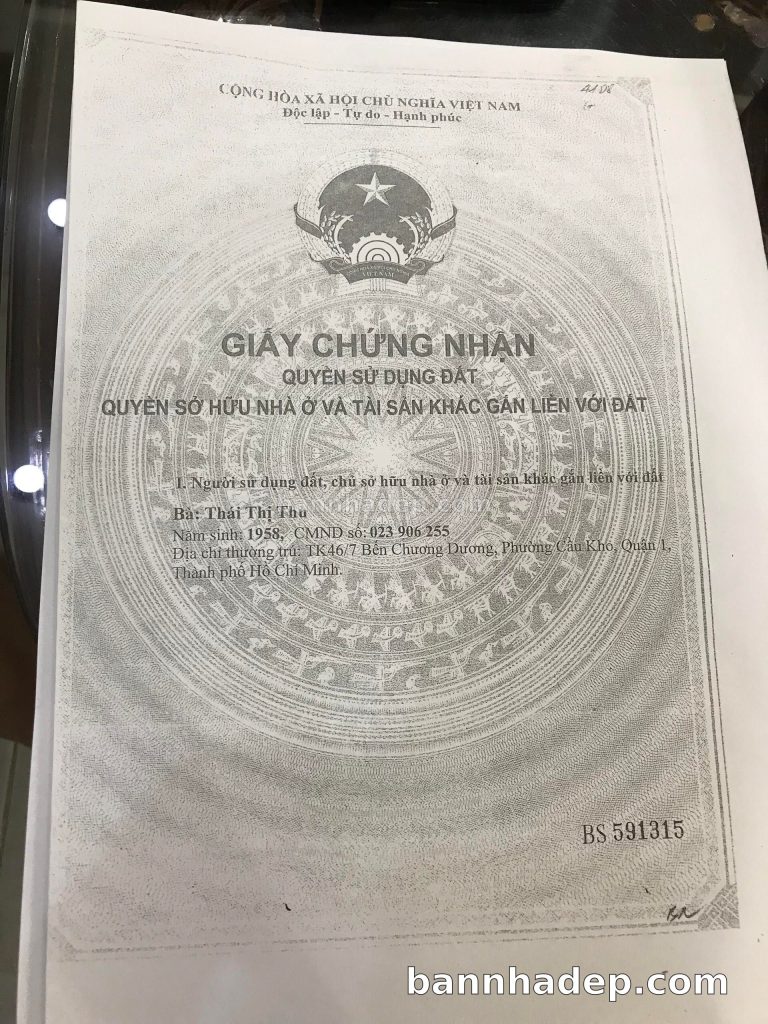 CỘNG HÒA XÃ HỘI CHỦ NGHĨA VIỆT NAM
Độc lập - Tự do - Hạnh phúc
VIỆT NAM
GIẤY CHỨNG NHẬN
QUYỀN SỬ DỤNG ĐẤT
QUYỀN SỞ HỮU NHÀ Ở VÀ TÀI SẢN KHÁC GẮN LIỀN VỚI ĐẤT
I. Người sử dụng đất, chủ sở hữu nhà ở và tài sản khác gắn liền với đất
Bà: Thái Thị Thu
Năm sinh: 1958, CMND số: 023 906 255
Địa chỉ thường trú: TK46/7 Bến Chương Dương, Phường Cầu Kho, Quận 1,
Thành phố Hồ Chí Minh.
BS 591315
bannhadep.com